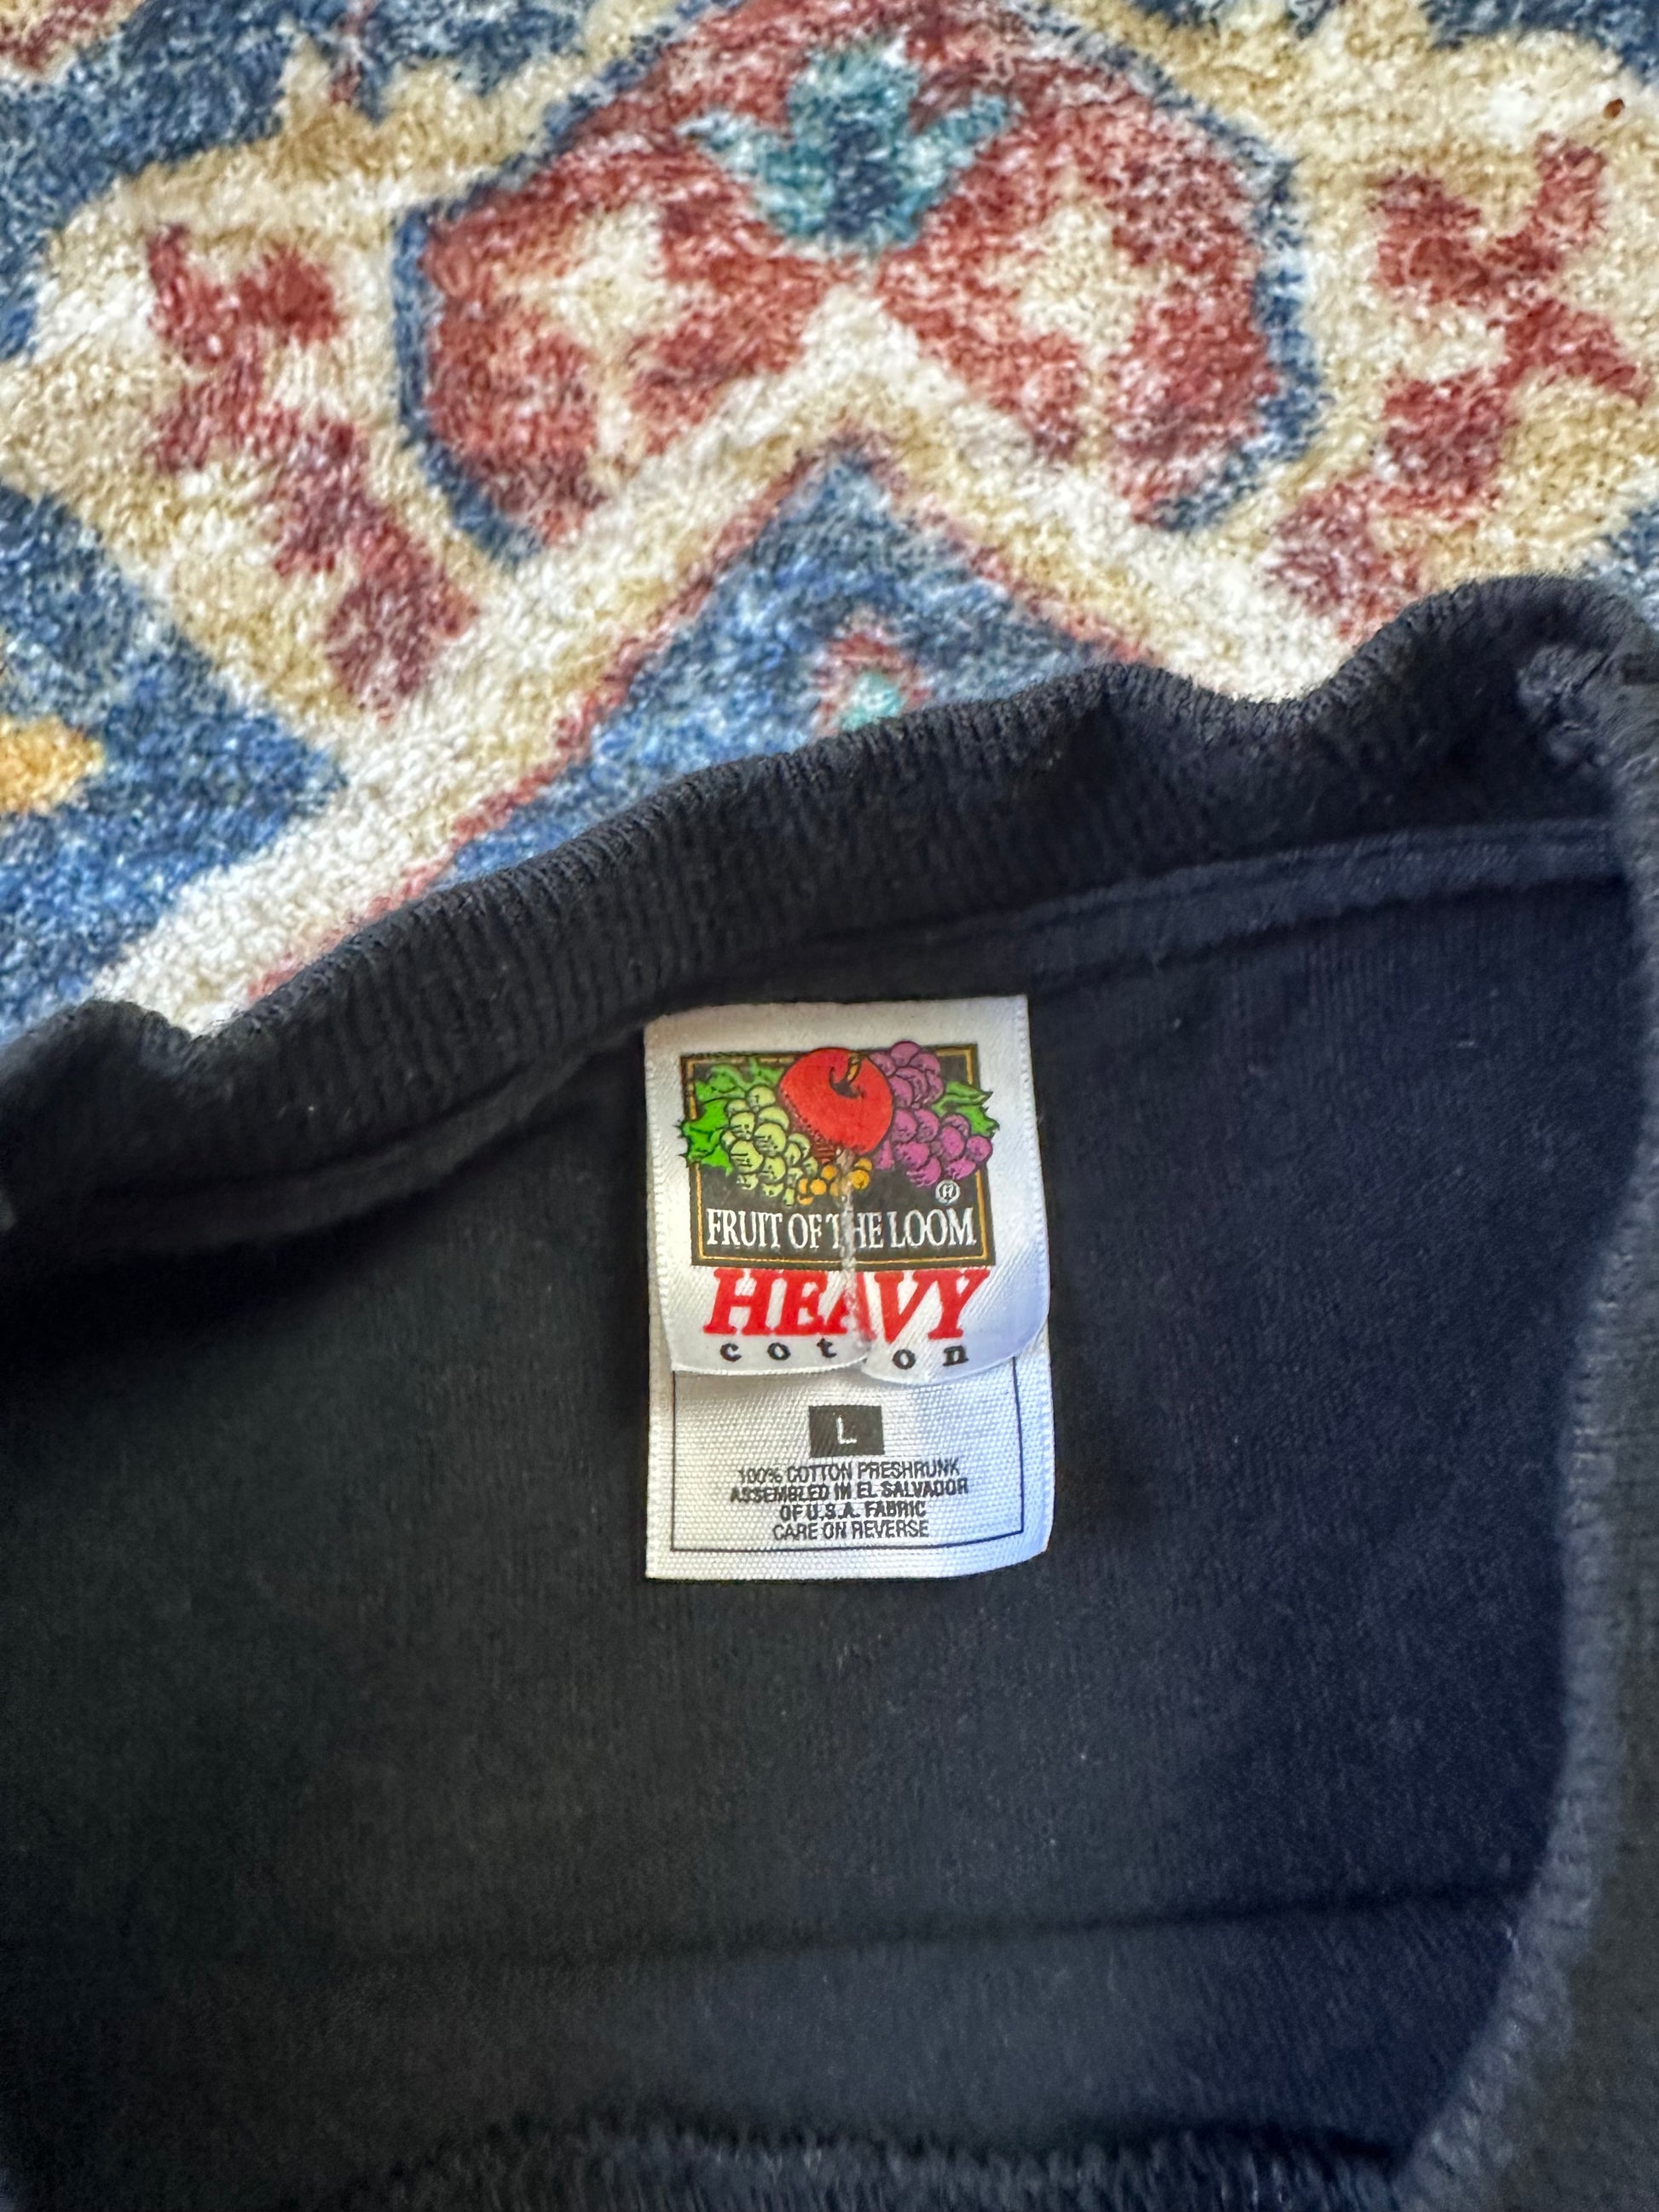 ®
FRUIT OF THE LOOM
HEAVY
cotton
L
100% COTTON PRESHRUNK
ASSEMBLED IN EL SALVADOR
OF U.S.A. FABRIC
CARE ON REVERSE